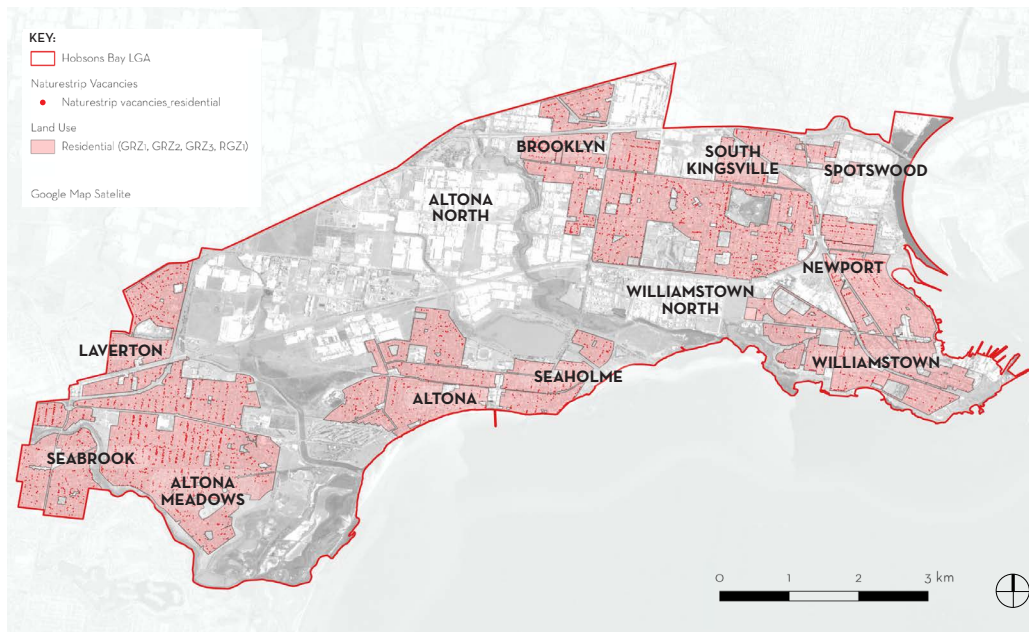 KEY:
Hobsons Bay LGA
Naturestrip Vacancies
Naturestrip vacancies_residential
Land Use
Residential (GRZ1, GRZ2, GRZ3, RGZ1)
Google Map Satelite
BROOKLYN
SOUTH
KINGSVILLE
SPOTSWOOD
ALTONA
NORTH
NEWPORT
WILLIAMSTOWN
NORTH
LAVERTON
WILLIAMSTOWN
SEAHOLME
ALTONA
SEABROOK
ALTONA
MEADOWS
0 1 2 3 km